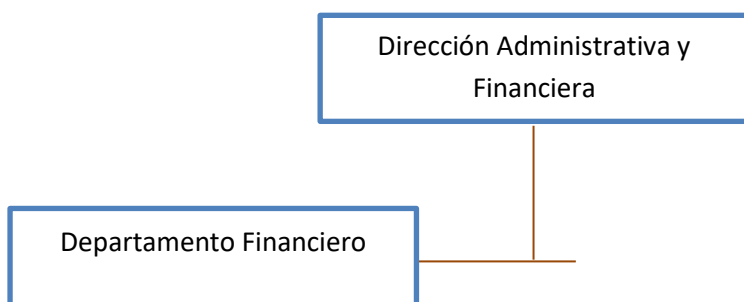 Dirección Administrativa y
Financiera
Departamento Financiero